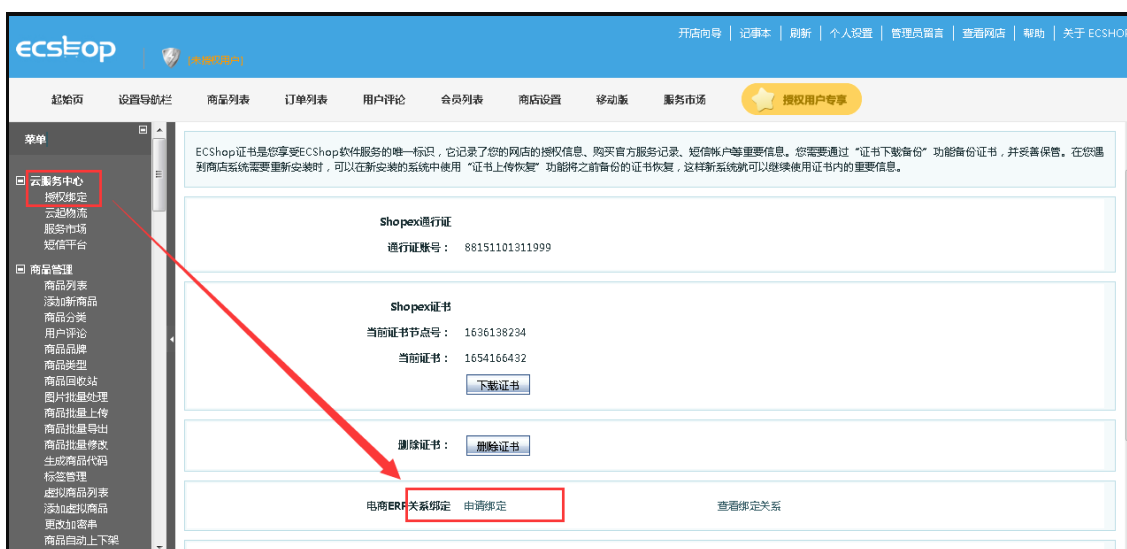 开店向导 | 记事本 | 刷新 | 个人设置 | 管理员留言 | 查看网店 | 帮助 | 关于 ECSHOP
ecshop
[未授权用户]
起始页 设置导航栏 商品列表 订单列表 用户评论 会员列表 商店设置 移动版 服务市场 授权用户专享
菜单
云服务中心
授权绑定
云起物流
服务市场
短信平台
商品管理
商品列表
添加新商品
商品分类
用户评论
商品品牌
商品类型
商品回收站
图片批量处理
商品批量上传
商品批量导出
商品批量修改
生成商品代码
标签管理
虚拟商品列表
添加虚拟商品
更改加密串
商品自动上下架
ECShop证书是您享受ECShop软件服务的唯一标识，它记录了您的网店的授权信息、购买官方服务记录、短信帐户等重要信息。您需要通过“证书下载备份”功能备份证书，并妥善保管。在您遇
到商店系统需要重新安装时，可以在新安装的系统中使用“证书上传恢复”功能将之前备份的证书恢复，这样新系统就可以继续使用证书内的重要信息。
Shopex通行证
通行证账号： 88151101311999
Shopex证书
当前证书节点号： 1636138234
当前证书： 1654166432
下载证书
删除证书： 删除证书
电商ERP关系绑定 申请绑定 查看绑定关系